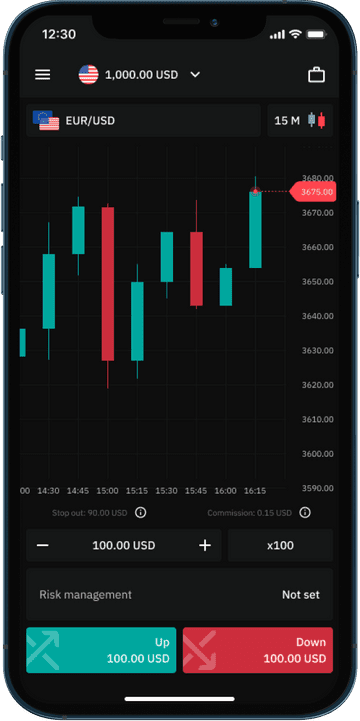 12:30
1,000.00 USD
EUR/USD
15 M
3680.00
3675.00
3670.00
3660.00
3650.00
3640.00
3630.00
3620.00
3610.00
3600.00
3590.00
00 14:30 14:45 15:00 15:15 15:30 15:45 16:00 16:15
Stop out: 90.00 USD
Commission: 0.15 USD
− 100.00 USD +
x100
Risk management
Not set
Up
100.00 USD
Down
100.00 USD